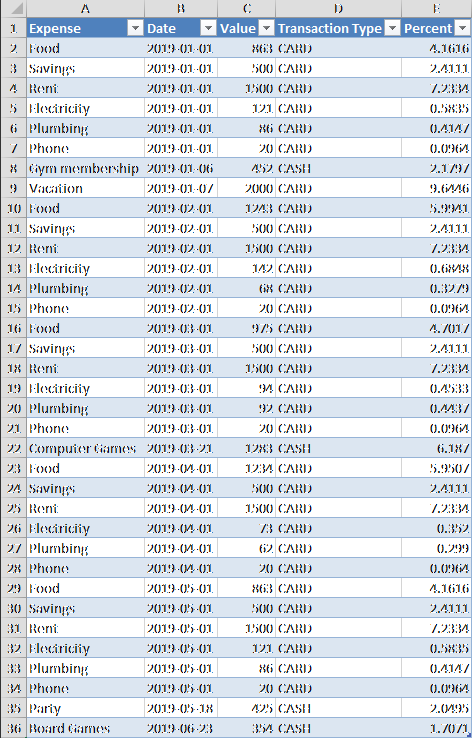 A B C D E
1 Expense Date Value Transaction Type Percent
2 Food 2019-01-01 863 CARD 4.1616
3 Savings 2019-01-01 500 CARD 2.4111
4 Rent 2019-01-01 1500 CARD 7.2334
5 Electricity 2019-01-01 121 CARD 0.5835
6 Plumbing 2019-01-01 86 CARD 0.4147
7 Phone 2019-01-01 20 CARD 0.0964
8 Gym membership 2019-01-06 452 CASH 2.1797
9 Vacation 2019-01-07 2000 CARD 9.6446
10 Food 2019-02-01 1243 CARD 5.9941
11 Savings 2019-02-01 500 CARD 2.4111
12 Rent 2019-02-01 1500 CARD 7.2334
13 Electricity 2019-02-01 142 CARD 0.6848
14 Plumbing 2019-02-01 68 CARD 0.3279
15 Phone 2019-02-01 20 CARD 0.0964
16 Food 2019-03-01 975 CARD 4.7017
17 Savings 2019-03-01 500 CARD 2.4111
18 Rent 2019-03-01 1500 CARD 7.2334
19 Electricity 2019-03-01 94 CARD 0.4533
20 Plumbing 2019-03-01 92 CARD 0.4437
21 Phone 2019-03-01 20 CARD 0.0964
22 Computer Games 2019-03-21 1283 CASH 6.187
23 Food 2019-04-01 1234 CARD 5.9507
24 Savings 2019-04-01 500 CARD 2.4111
25 Rent 2019-04-01 1500 CARD 7.2334
26 Electricity 2019-04-01 73 CARD 0.352
27 Plumbing 2019-04-01 62 CARD 0.299
28 Phone 2019-04-01 20 CARD 0.0964
29 Food 2019-05-01 863 CARD 4.1616
30 Savings 2019-05-01 500 CARD 2.4111
31 Rent 2019-05-01 1500 CARD 7.2334
32 Electricity 2019-05-01 121 CARD 0.5835
33 Plumbing 2019-05-01 86 CARD 0.4147
34 Phone 2019-05-01 20 CARD 0.0964
35 Party 2019-05-18 425 CASH 2.0495
36 Board Games 2019-06-23 354 CASH 1.7071